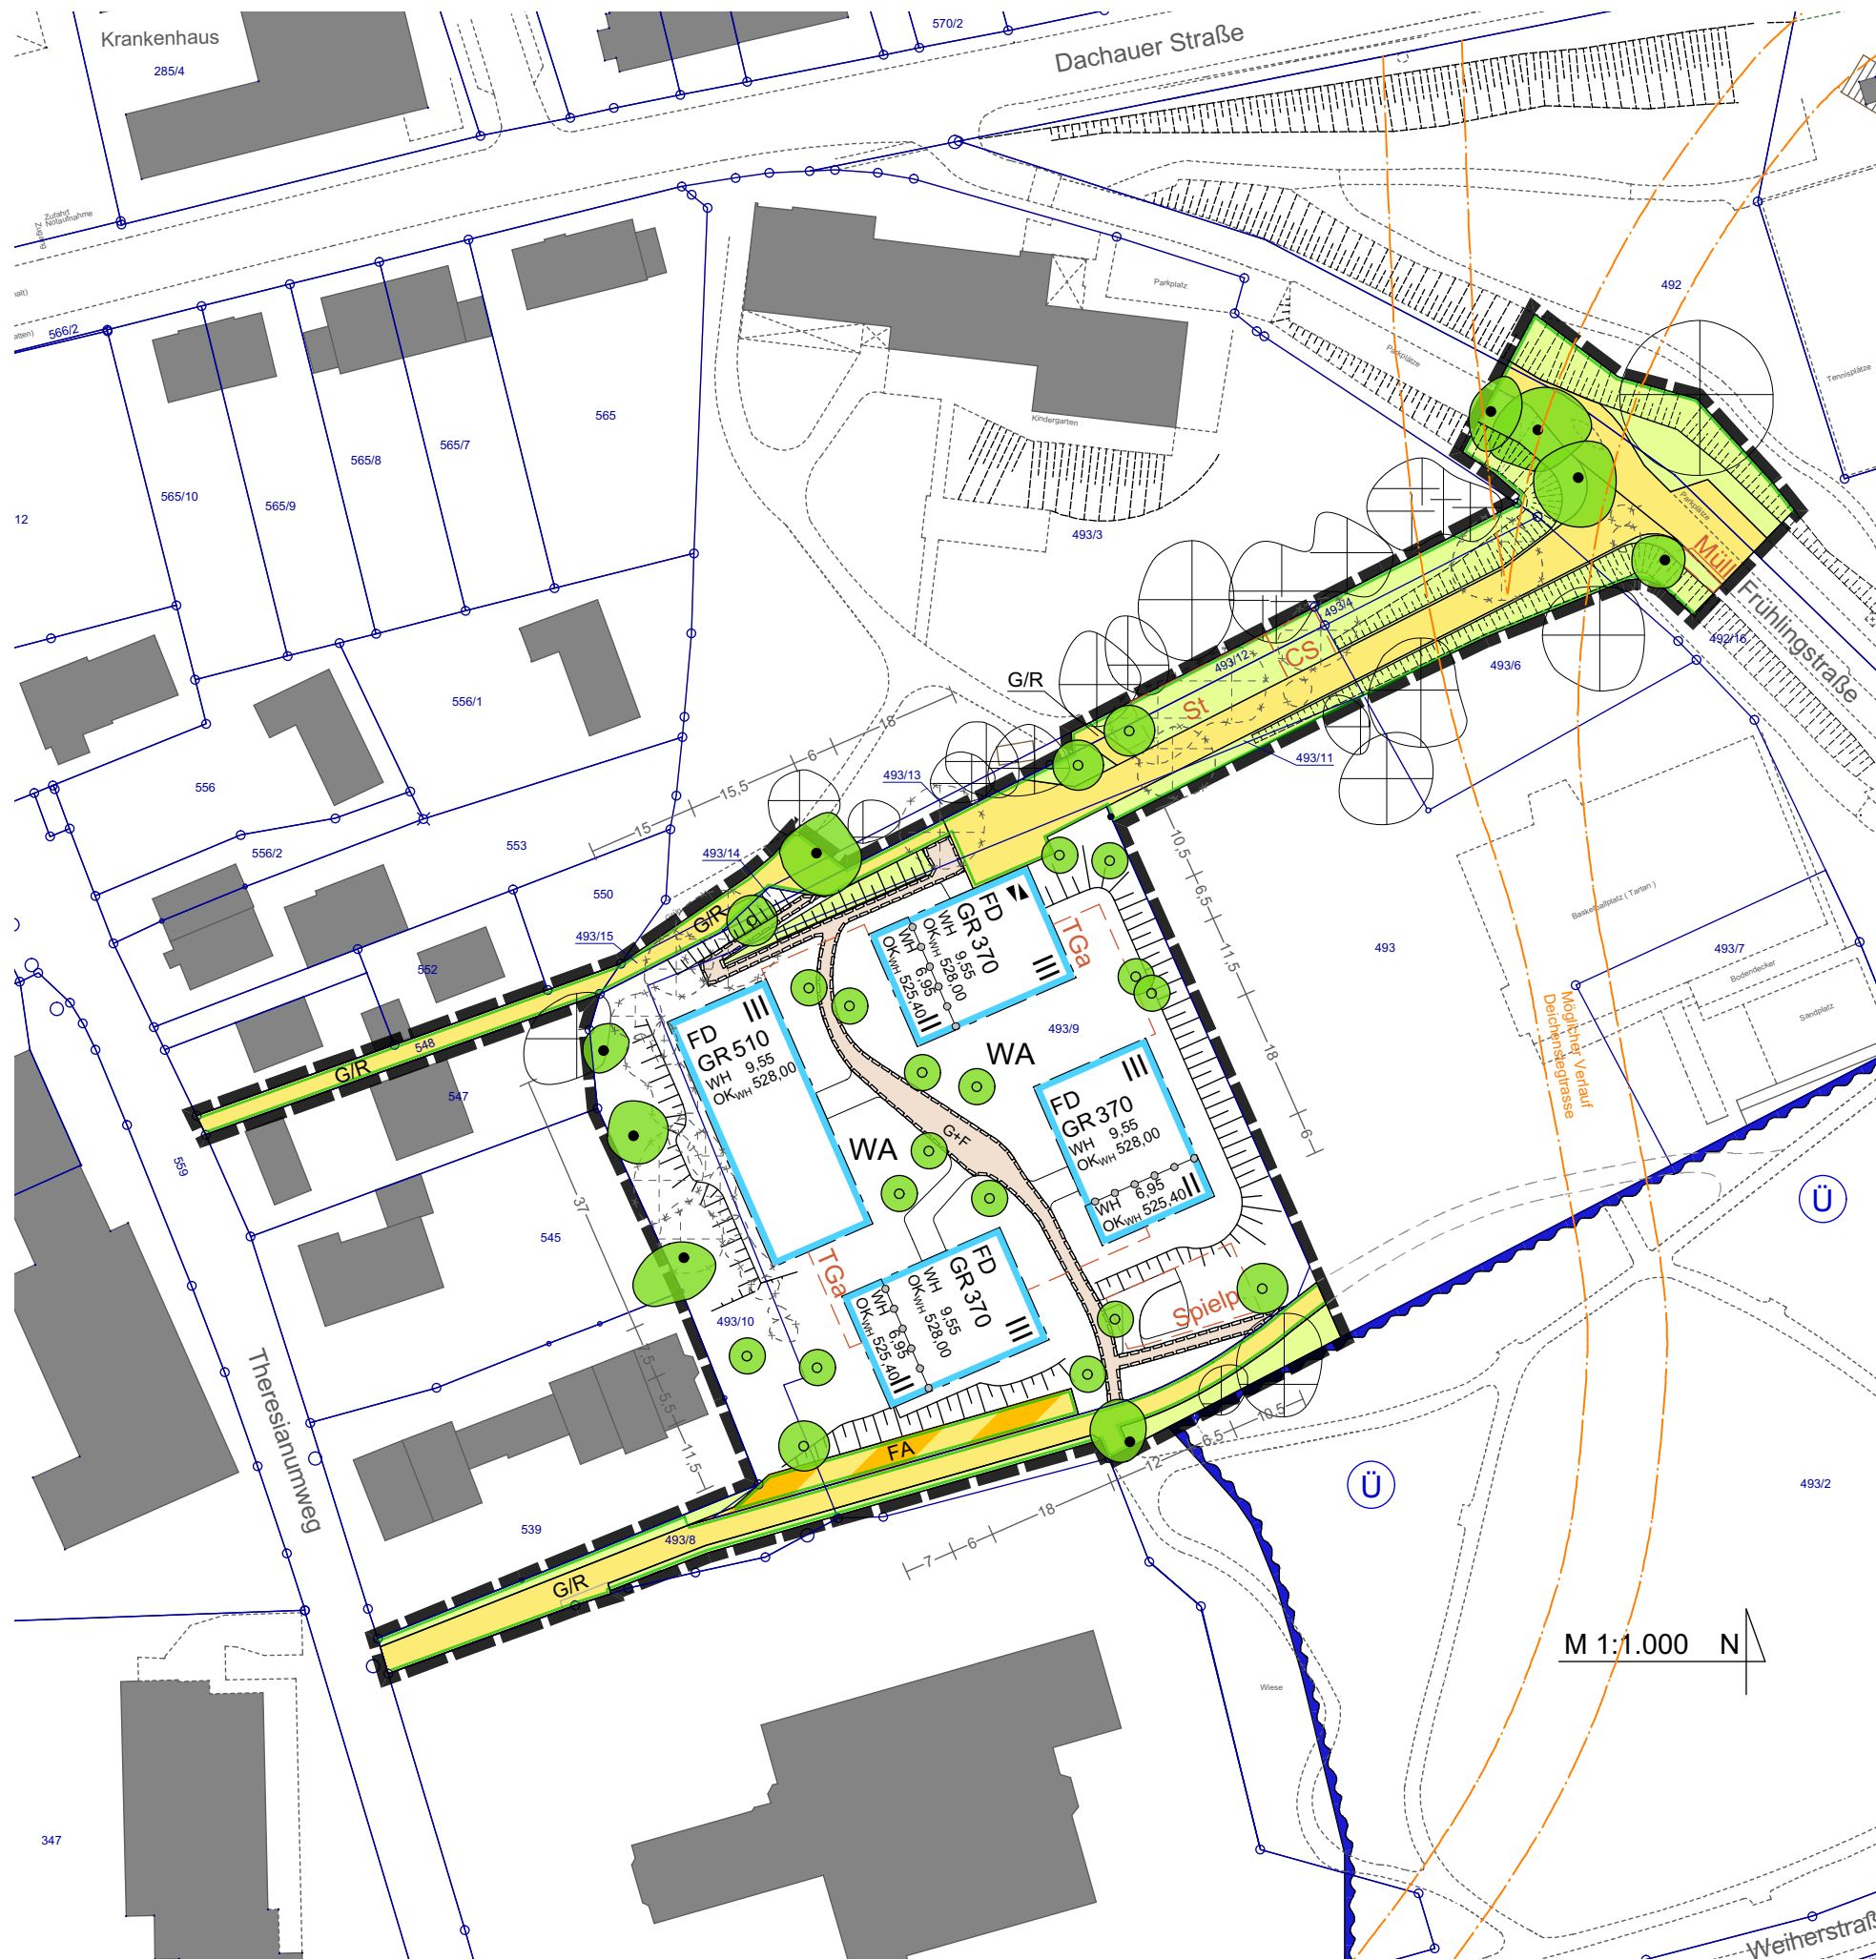 Krankenhaus
285/4
570/2
Dachauer Straße
Zufahrt
Notaufnahme
Zugang
566/2
492
Parkplatz
Parkplätze
Tennisplätze
Kindergarten
565
565/7
565/8
565/9
565/10
12
493/3
Parkplätze
Müll
Frühlingstraße
492/16
493/4
493/12
CS
493/6
St
G/R
493/11
556/1
556
556/2
553
550
552
18
6
15,5
15
493/13
493/14
493/15
G/R
10,5
6,5
11,5
18
6
Basketballplatz ( Tartan )
493
493/7
Bodendecker
Sandplatz
Möglicher Verlauf
Deichenstegtrasse
FD
GR 370
WH 9,55
OKWH 528,00
WH 6,95
OKWH 525,40
III
II
TGa
493/9
WA
FD
GR 510
WH 9,55
OKWH 528,00
III
FD
GR 370
WH 9,55
OKWH 528,00
III
WH 6,95
OKWH 525,40
II
G+F
WA
548
G/R
547
559
545
37
7,5
5,5
11,5
TGa
493/10
FD
GR 370
WH 9,55
OKWH 528,00
WH 6,95
OKWH 525,40
III
II
Spielp
Ü
Ü
FA
Theresianumweg
539
493/8
G/R
7
6
18
12
6,5
10,5
493/2
M 1:1.000 N
Wiese
347
Weiherstraß